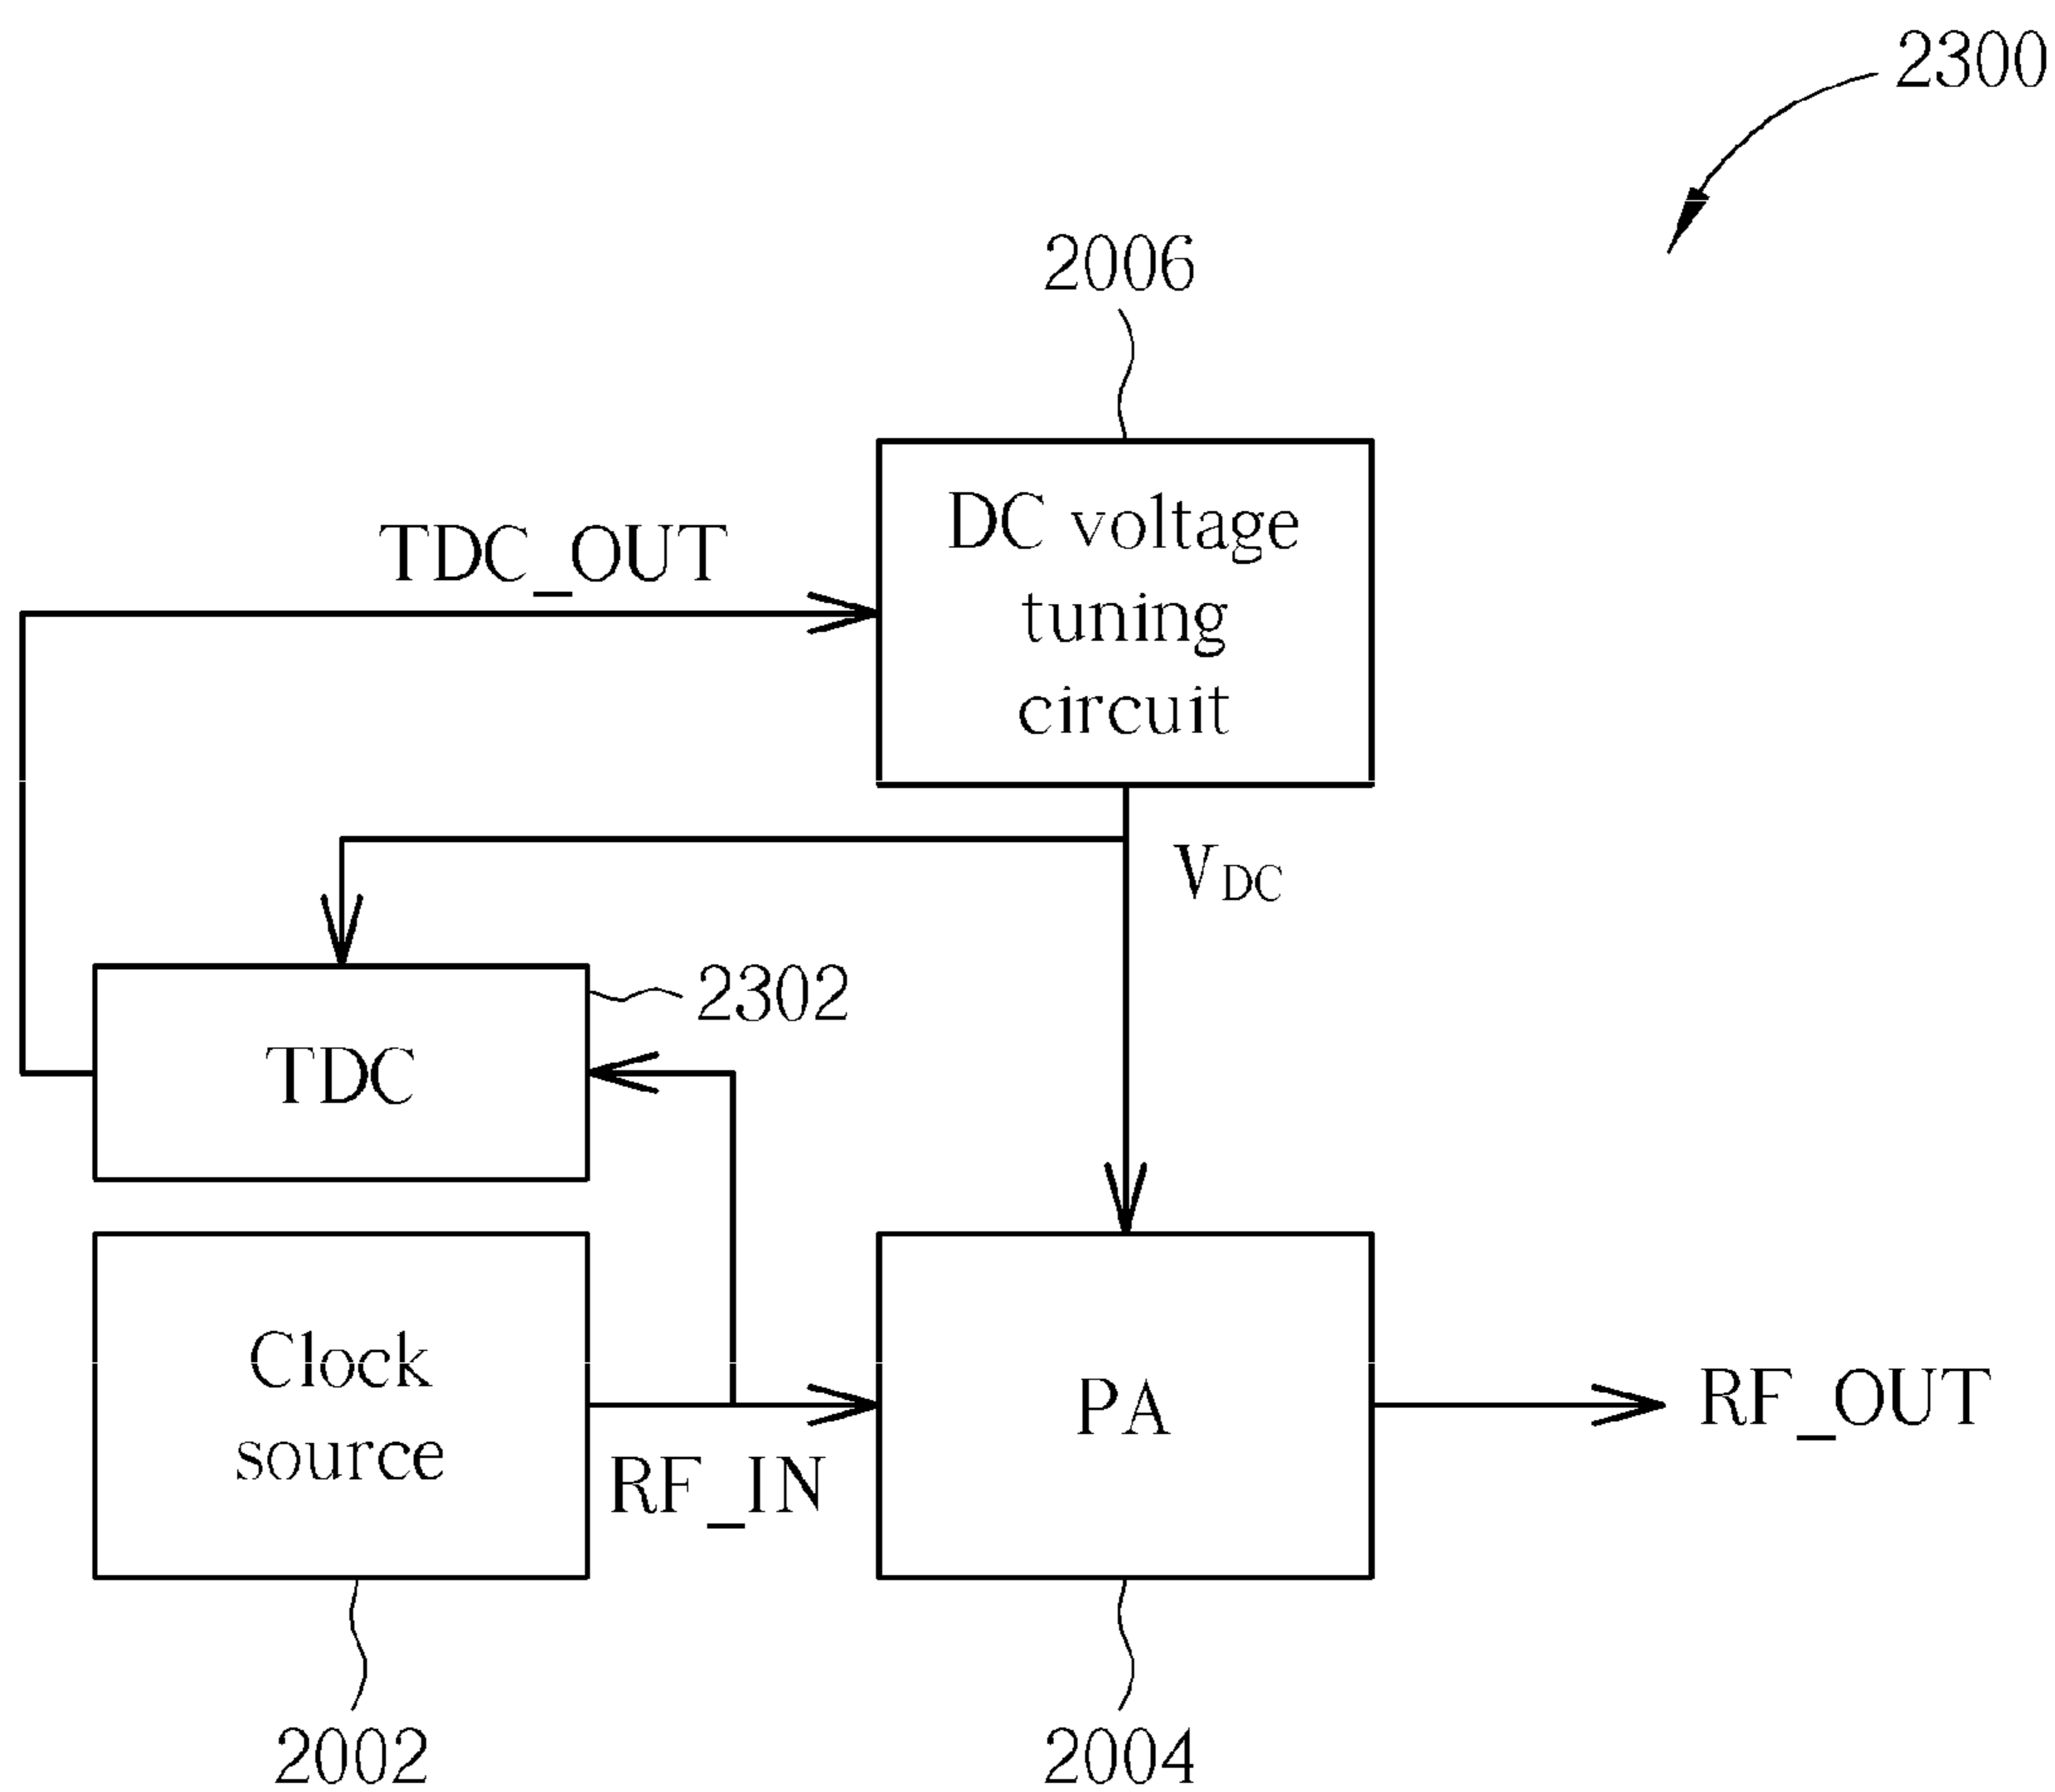 2300
2006
DC voltage
tuning
circuit
TDC_OUT
VDC
2302
TDC
Clock
source
RF_IN
PA
RF_OUT
2002
2004